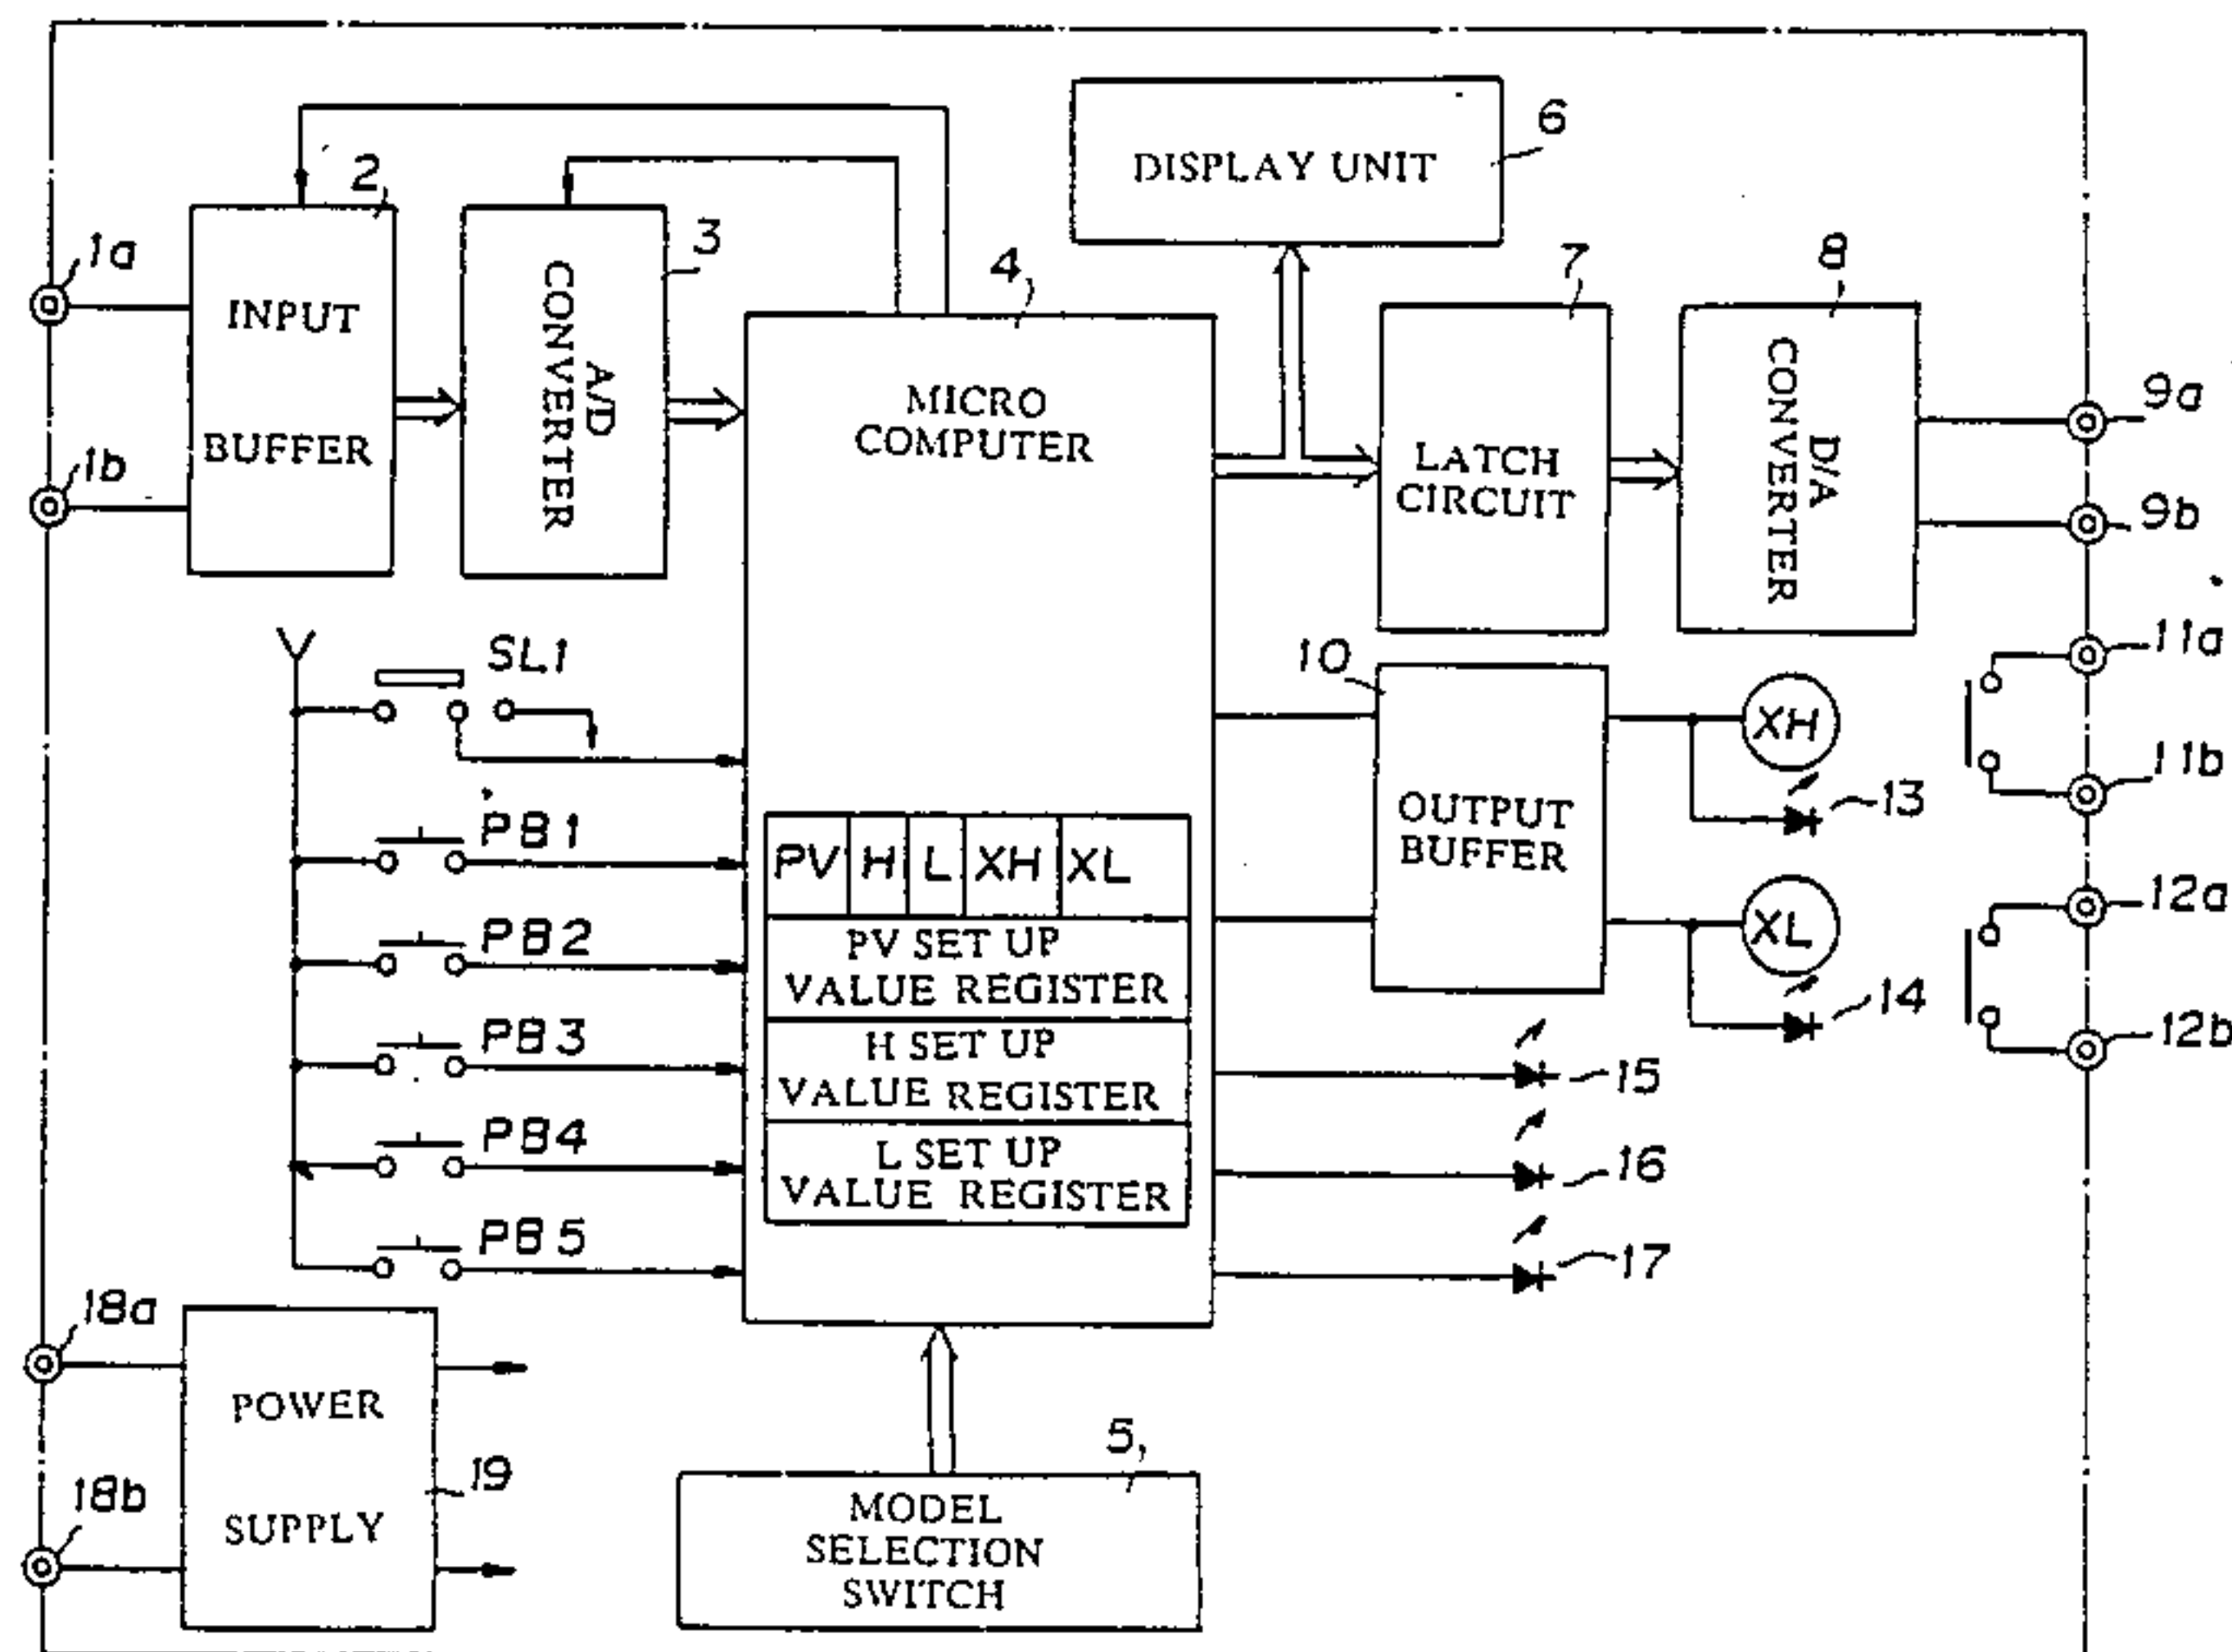 2
1a
1b
INPUT
BUFFER
3
A/D
CONVERTER
4
MICRO
COMPUTER
DISPLAY UNIT
6
7
LATCH
CIRCUIT
8
D/A
CONVERTER
9a
9b
V
SL1
PB1
PB2
PB3
PB4
PB5
PV H L XH XL
PV SET UP
VALUE REGISTER
H SET UP
VALUE REGISTER
L SET UP
VALUE REGISTER
10
OUTPUT
BUFFER
XH
13
XL
14
11a
11b
12a
12b
15
16
17
18a
18b
POWER
SUPPLY
19
5
MODEL
SELECTION
SWITCH